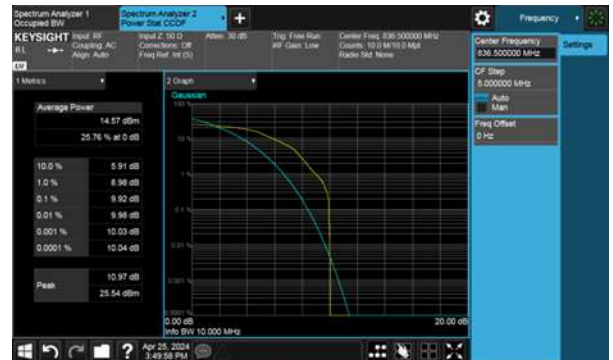 Spectrum Analyzer 1
Occupied BW
Spectrum Analyzer 2
Power Stat CCDF
Frequency
KEYSIGHT
Input: RF
Coupling: AC
Align: Auto
Input Z: 50 Ω
Corrections: Off
Freq Ref: Int (S)
Atten: 30 dB
Trig: Free Run
IF Gain: Low
Center Freq: 836.500000 MHz
Counts: 10.0 M/10.0 Mpt
Radio Std: None
1 Metrics
Average Power
14.57 dBm
25.76 % at 0 dB
10.0 % 5.91 dB
1.0 % 8.98 dB
0.1 % 9.92 dB
0.01 % 9.98 dB
0.001 % 10.03 dB
0.0001 % 10.04 dB
Peak
10.97 dB
25.54 dBm
2 Graph
Gaussian
100 %
10 %
1 %
0.1 %
0.01 %
0.001 %
0.0001 %
0.00 dB
20.00 dB
Info BW 10.000 MHz
Center Frequency
836.500000 MHz
Settings
CF Step
5.000000 MHz
Auto
Man
Freq Offset
0 Hz
Apr 25, 2024
3:49:58 PM